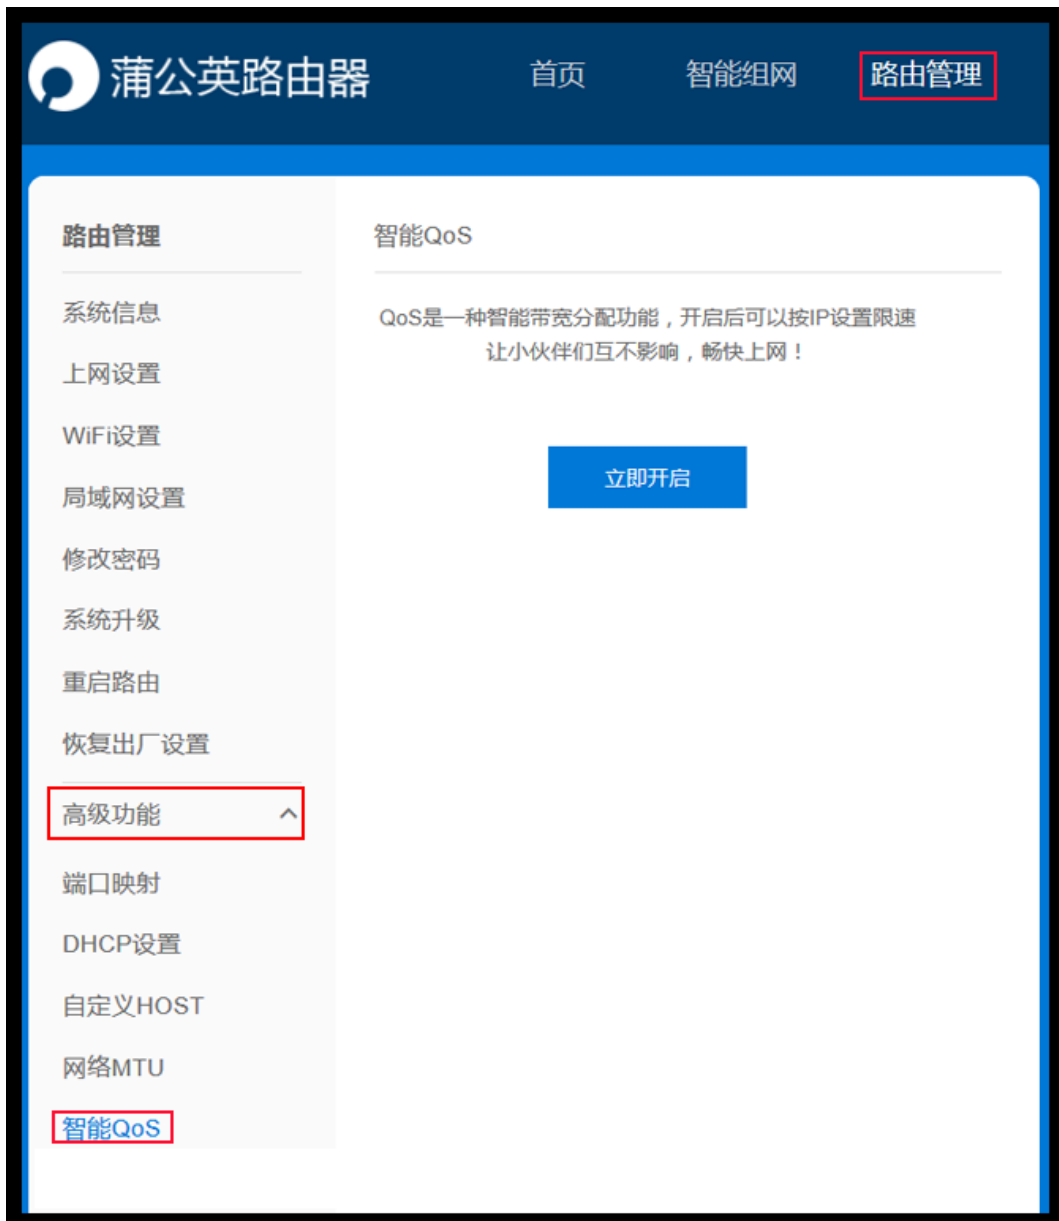 蒲公英路由器
首页
智能组网
路由管理
路由管理
系统信息
上网设置
WiFi设置
局域网设置
修改密码
系统升级
重启路由
恢复出厂设置
高级功能
端口映射
DHCP设置
自定义HOST
网络MTU
智能QoS
智能QoS
QoS是一种智能带宽分配功能，开启后可以按IP设置限速
让小伙伴们互不影响，畅快上网！
立即开启